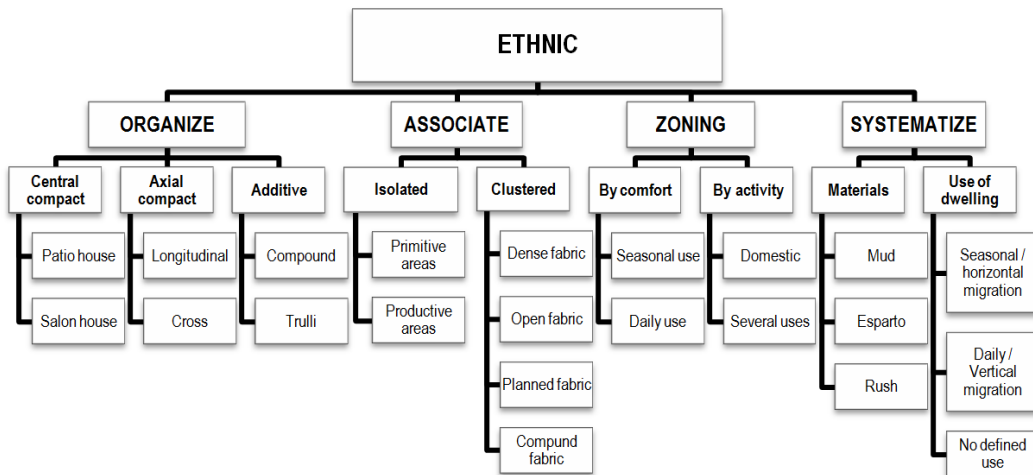 ETHNIC
ORGANIZE
ASSOCIATE
ZONING
SYSTEMATIZE
Central
compact
Axial
compact
Additive
Isolated
Clustered
By comfort
By activity
Materials
Use of
dwelling
Patio house
Salon house
Longitudinal
Cross
Compound
Trulli
Primitive
areas
Productive
areas
Dense fabric
Open fabric
Planned fabric
Compund
fabric
Seasonal use
Daily use
Domestic
Several uses
Mud
Esparto
Rush
Seasonal /
horizontal
migration
Daily /
Vertical
migration
No defined
use